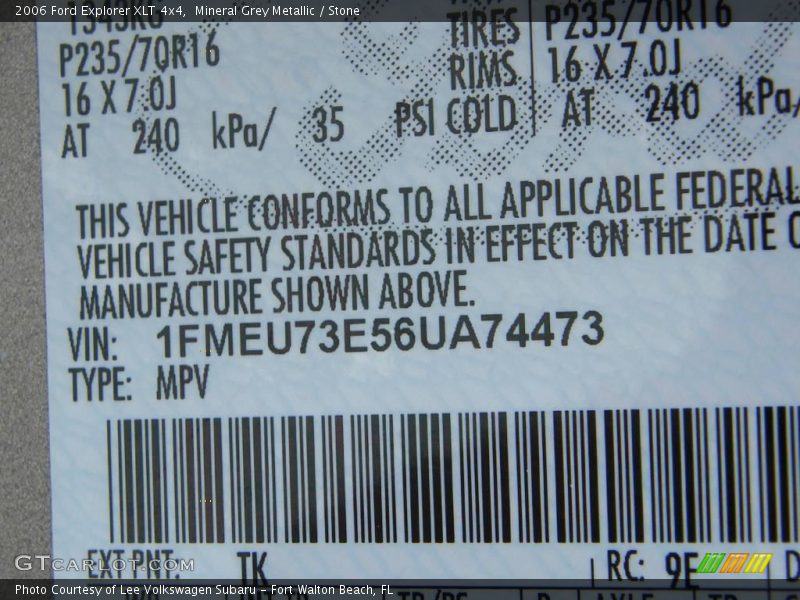 2006 Ford Explorer XLT 4x4, Mineral Grey Metallic / Stone
TIRES P235/70R16
P235/70R16 RIMS 16 X 7.0J
16 X 7.0J AT 240 kPa/
AT 240 kPa/ 35 PSI COLD
THIS VEHICLE CONFORMS TO ALL APPLICABLE FEDERAL
VEHICLE SAFETY STANDARDS IN EFFECT ON THE DATE O
MANUFACTURE SHOWN ABOVE.
VIN: 1FMEU73E56UA74473
TYPE: MPV
EXT PNT: TK RC: 9E
GTcarlot.com
Photo Courtesy of Lee Volkswagen Subaru – Fort Walton Beach, FL